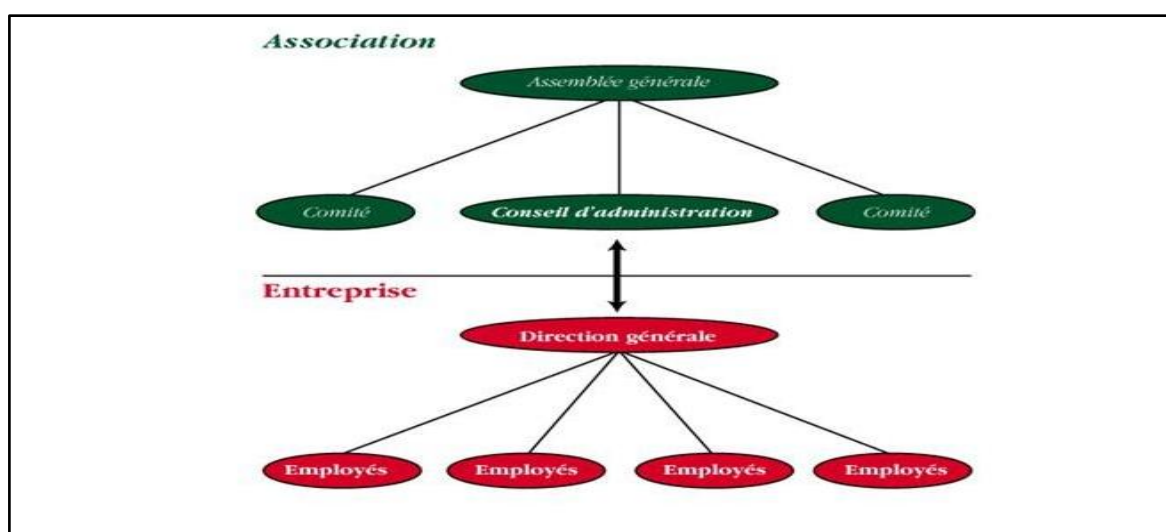 Association
Assemblée générale
Comité Conseil d'administration Comité
Entreprise
Direction générale
Employés Employés Employés Employés